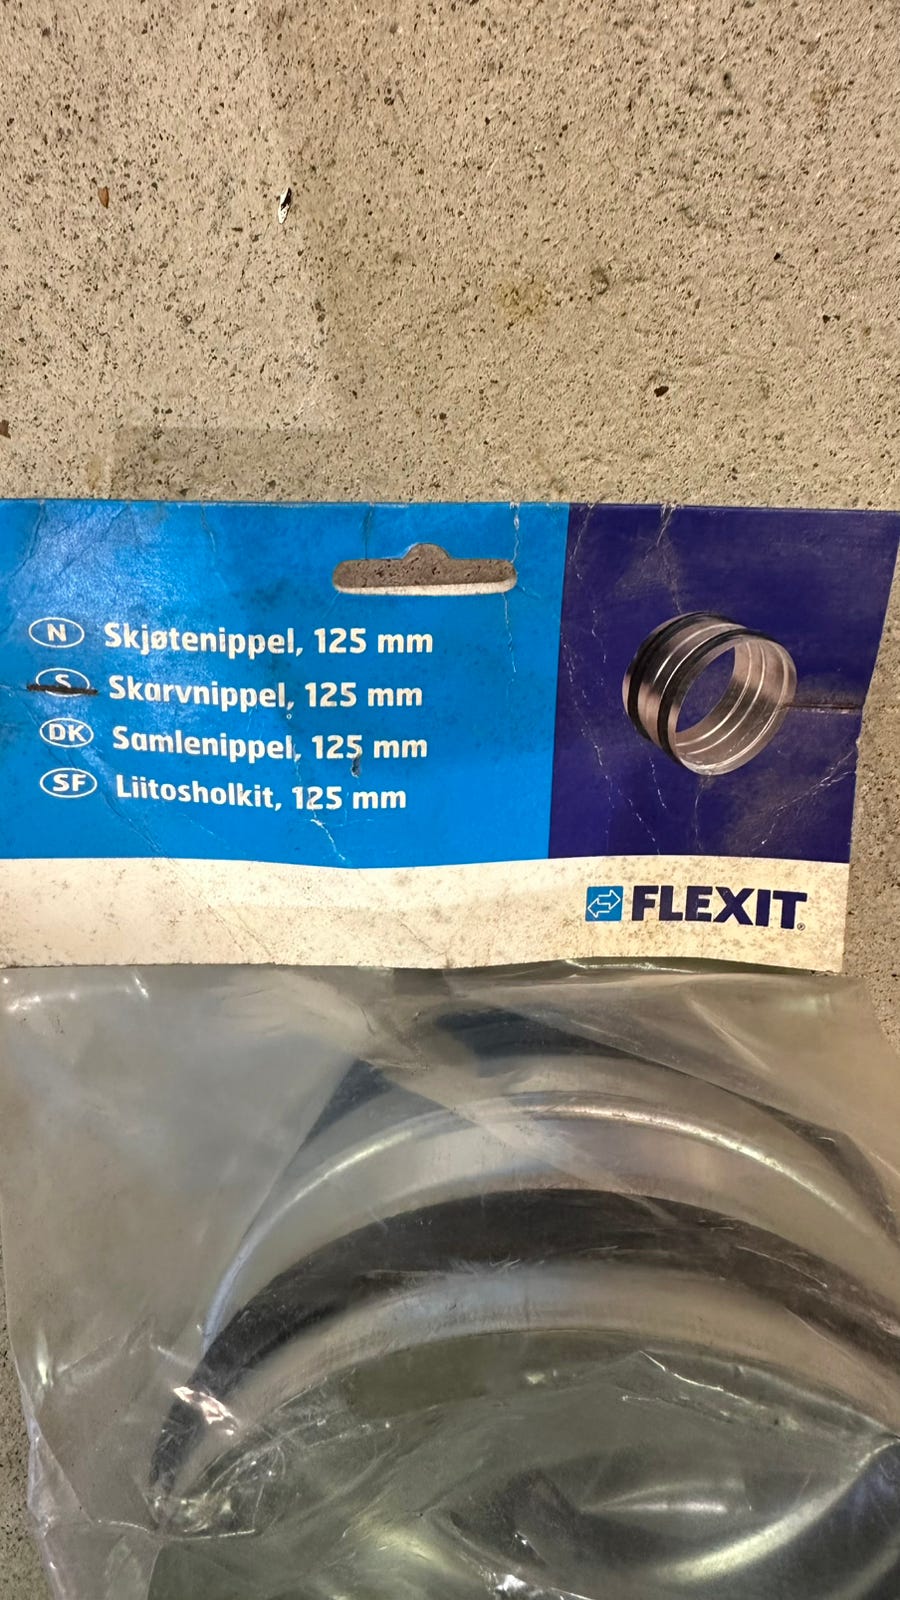 N Skjøtenippel, 125 mm
S Skarvnippel, 125 mm
DK Samlenippel, 125 mm
SF Liitosholkit, 125 mm
FLEXIT®